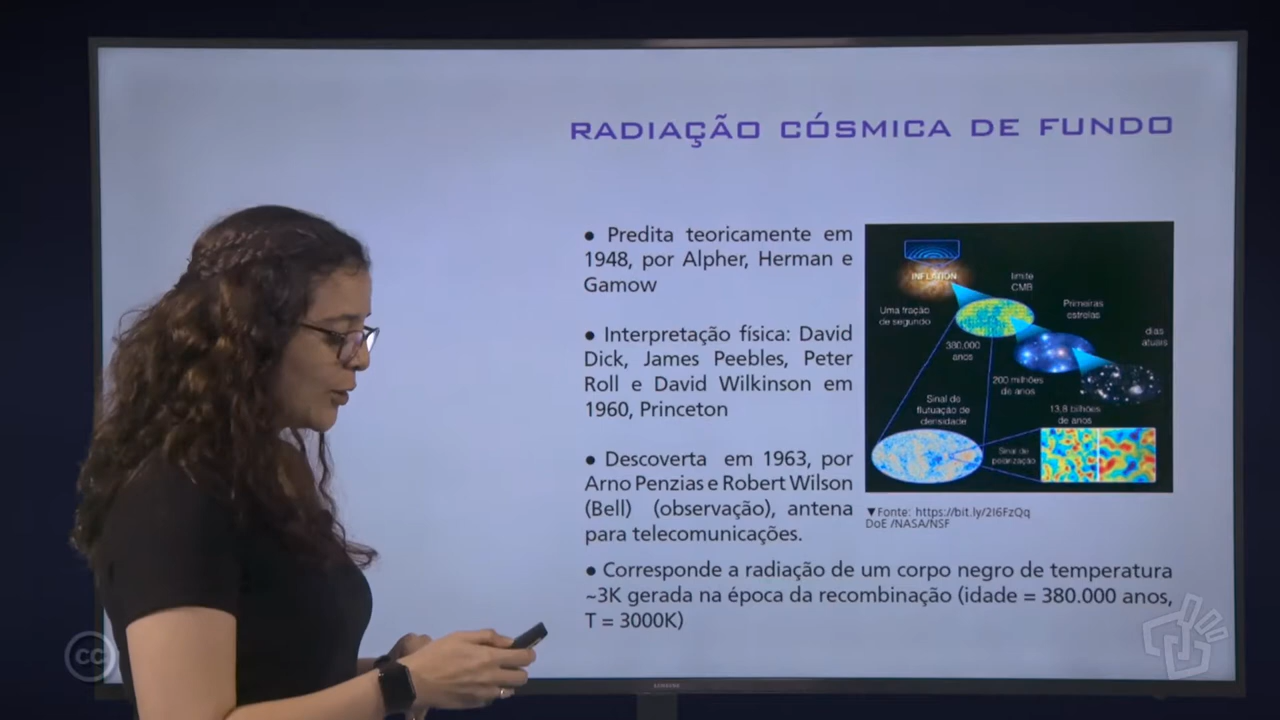 RADIAÇÃO CÓSMICA DE FUNDO
● Predita teoricamente em
1948, por Alpher, Herman e
Gamow
● Interpretação física: David
Dick, James Peebles, Peter
Roll e David Wilkinson em
1960, Princeton
● Descoverta em 1963, por
Arno Penzias e Robert Wilson
(Bell) (observação), antena
para telecomunicações.
● Corresponde a radiação de um corpo negro de temperatura
~3K gerada na época da recombinação (idade = 380.000 anos,
T = 3000K)
INFLATION
Uma fração
de segundo
limite
CMB
380.000
anos
Primeiras
estrelas
200 milhões
de anos
dias
atuais
13,8 bilhões
de anos
Sinal de
flutuação de
densidade
Sinal de
polarização
▼Fonte: https://bit.ly/2I6FzQq
DoE /NASA/NSF
cc
SAMSUNG